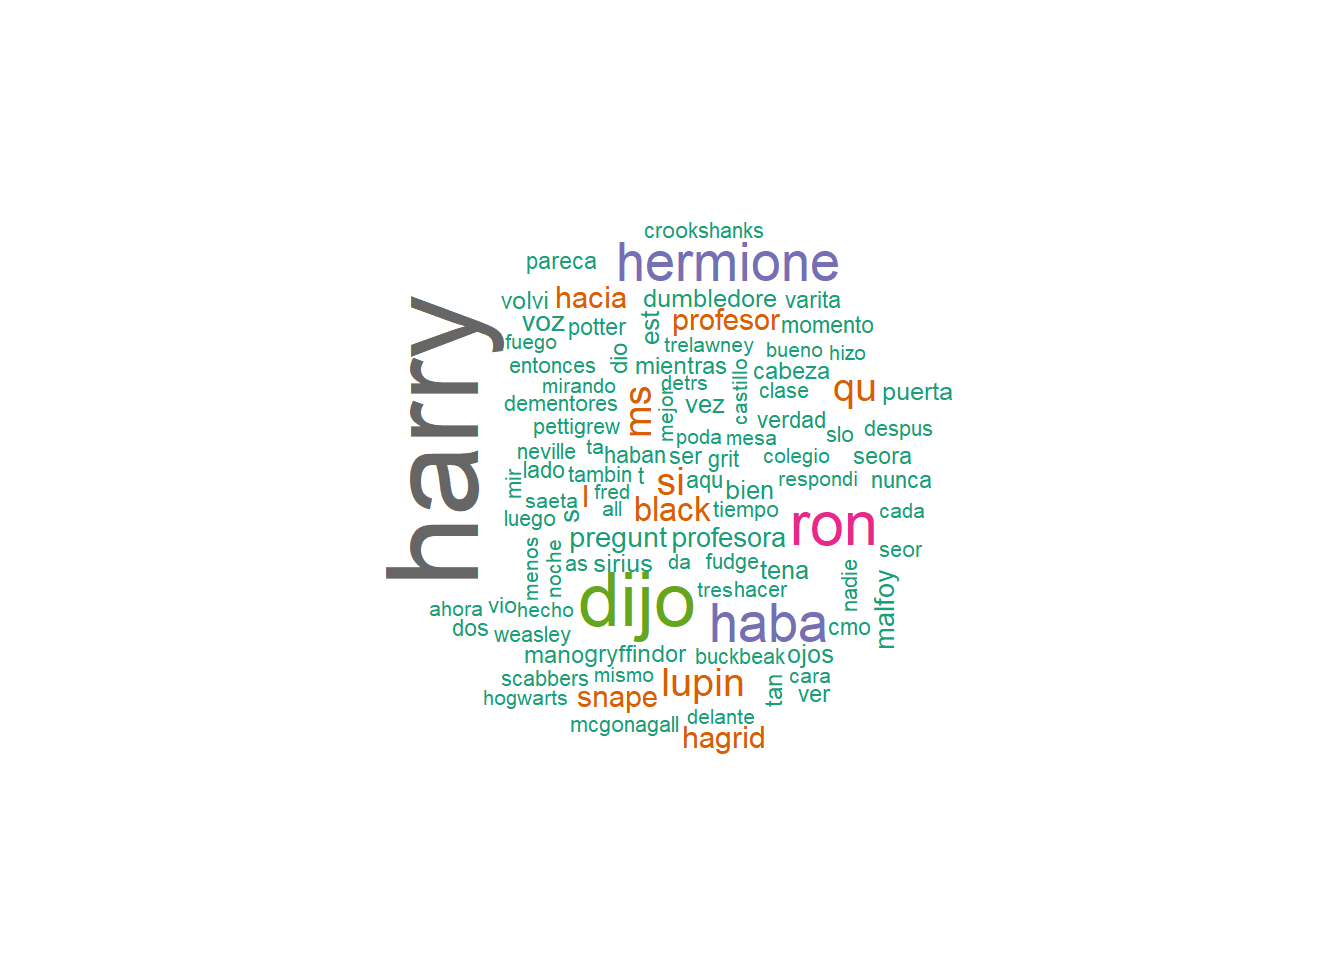 crookshanks
hermione
pareca
harry
volvi
hacia
dumbledore
varita
voz
potter
est
profesor
momento
fuego
dio
trelawney
bueno
hizo
entonces
mientras
cabeza
mirando
detrs
castillo
clase
qu
puerta
dementores
ms
mejor
vez
verdad
pettigrew
poda
mesa
slo
despus
neville
ta
haban
ser
grit
colegio
seora
mir
lado
tambin
t
si
aqu
bien
respondi
nunca
saeta
l
fred
all
black
tiempo
ron
cada
luego
s
pregunt
profesora
seor
menos
noche
as
sirius
da
fudge
tena
nadie
malfoy
dijo
tres
hacer
ahora
vio
hecho
haba
cmo
dos
weasley
mano
gryffindor
buckbeak
ojos
scabbers
mismo
lupin
tan
cara
hogwarts
snape
ver
mcgonagall
delante
hagrid